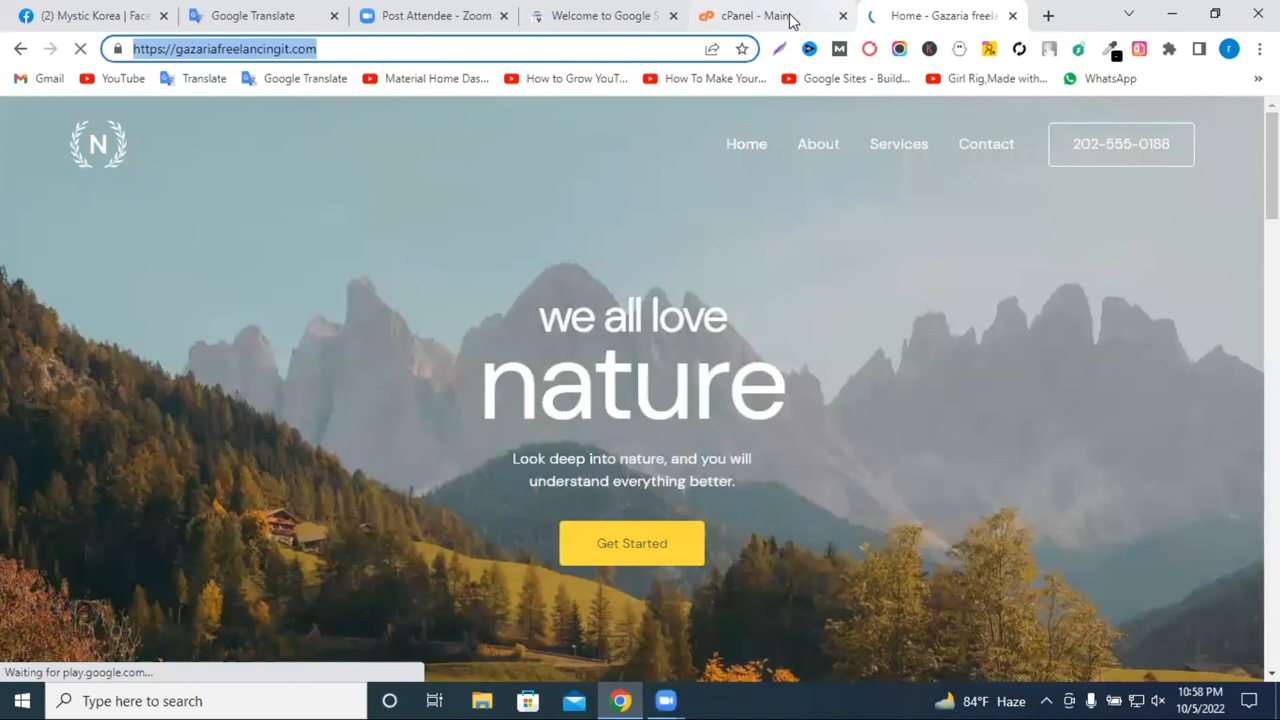 (2) Mystic Korea | Face
Google Translate
Post Attendee - Zoom
Welcome to Google S
cPanel - Main
Home - Gazaria freela
https://gazariafreelancingit.com
Gmail
YouTube
Translate
Google Translate
Material Home Das...
How to Grow YouT...
How To Make Your...
Google Sites - Build...
Girl Rig,Made with...
WhatsApp
N
Home
About
Services
Contact
202-555-0188
we all love
nature
Look deep into nature, and you will
understand everything better.
Get Started
Waiting for play.google.com...
Type here to search
84°F Haze
10:58 PM
10/5/2022